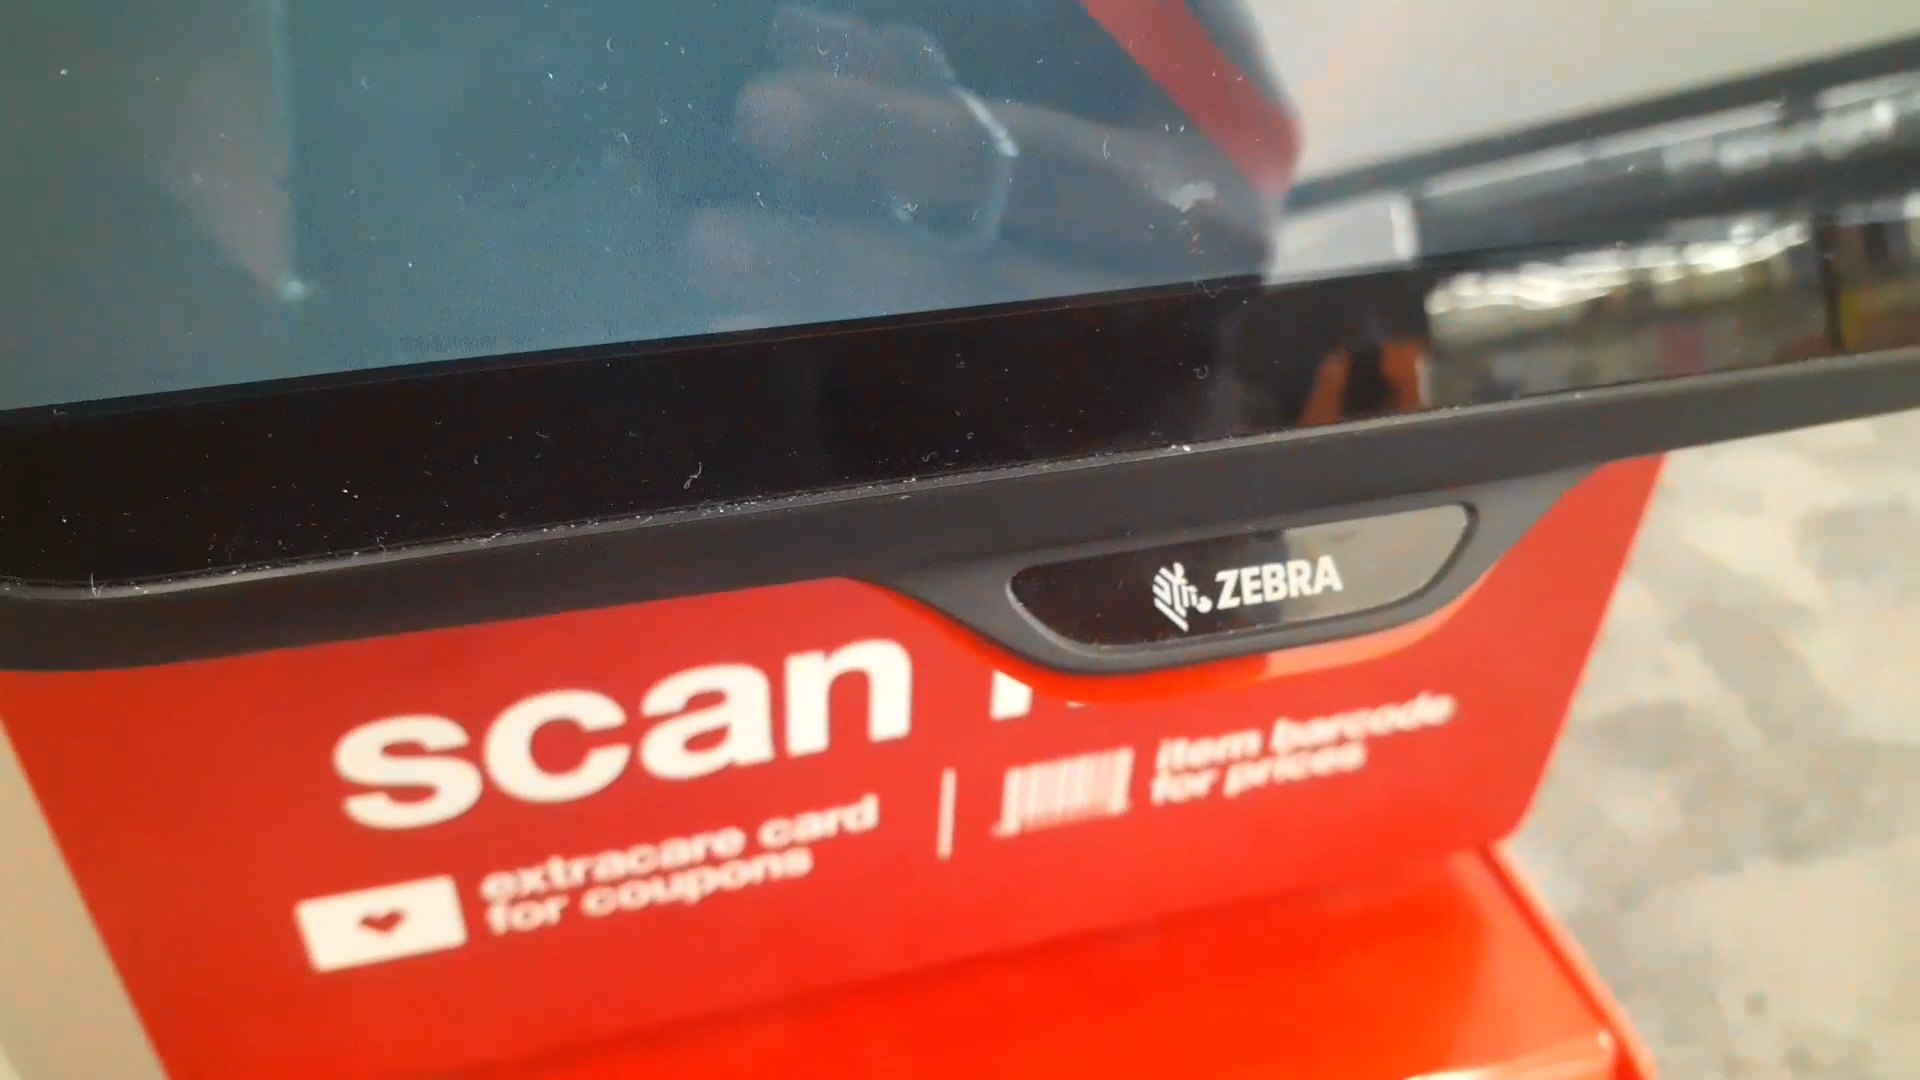 ZEBRA
scan
extracare card
for coupons
item barcode
for prices